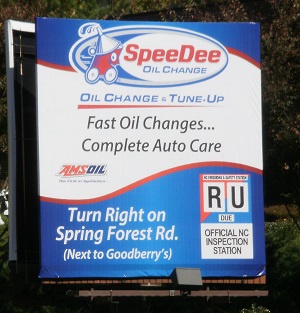 SpeeDee
OIL CHANGE
OIL CHANGE & TUNE-UP
Fast Oil Changes...
Complete Auto Care
AMSOIL
Turn Right on
Spring Forest Rd.
(Next to Goodberry's)
R U
DUE
OFFICIAL NC
INSPECTION
STATION